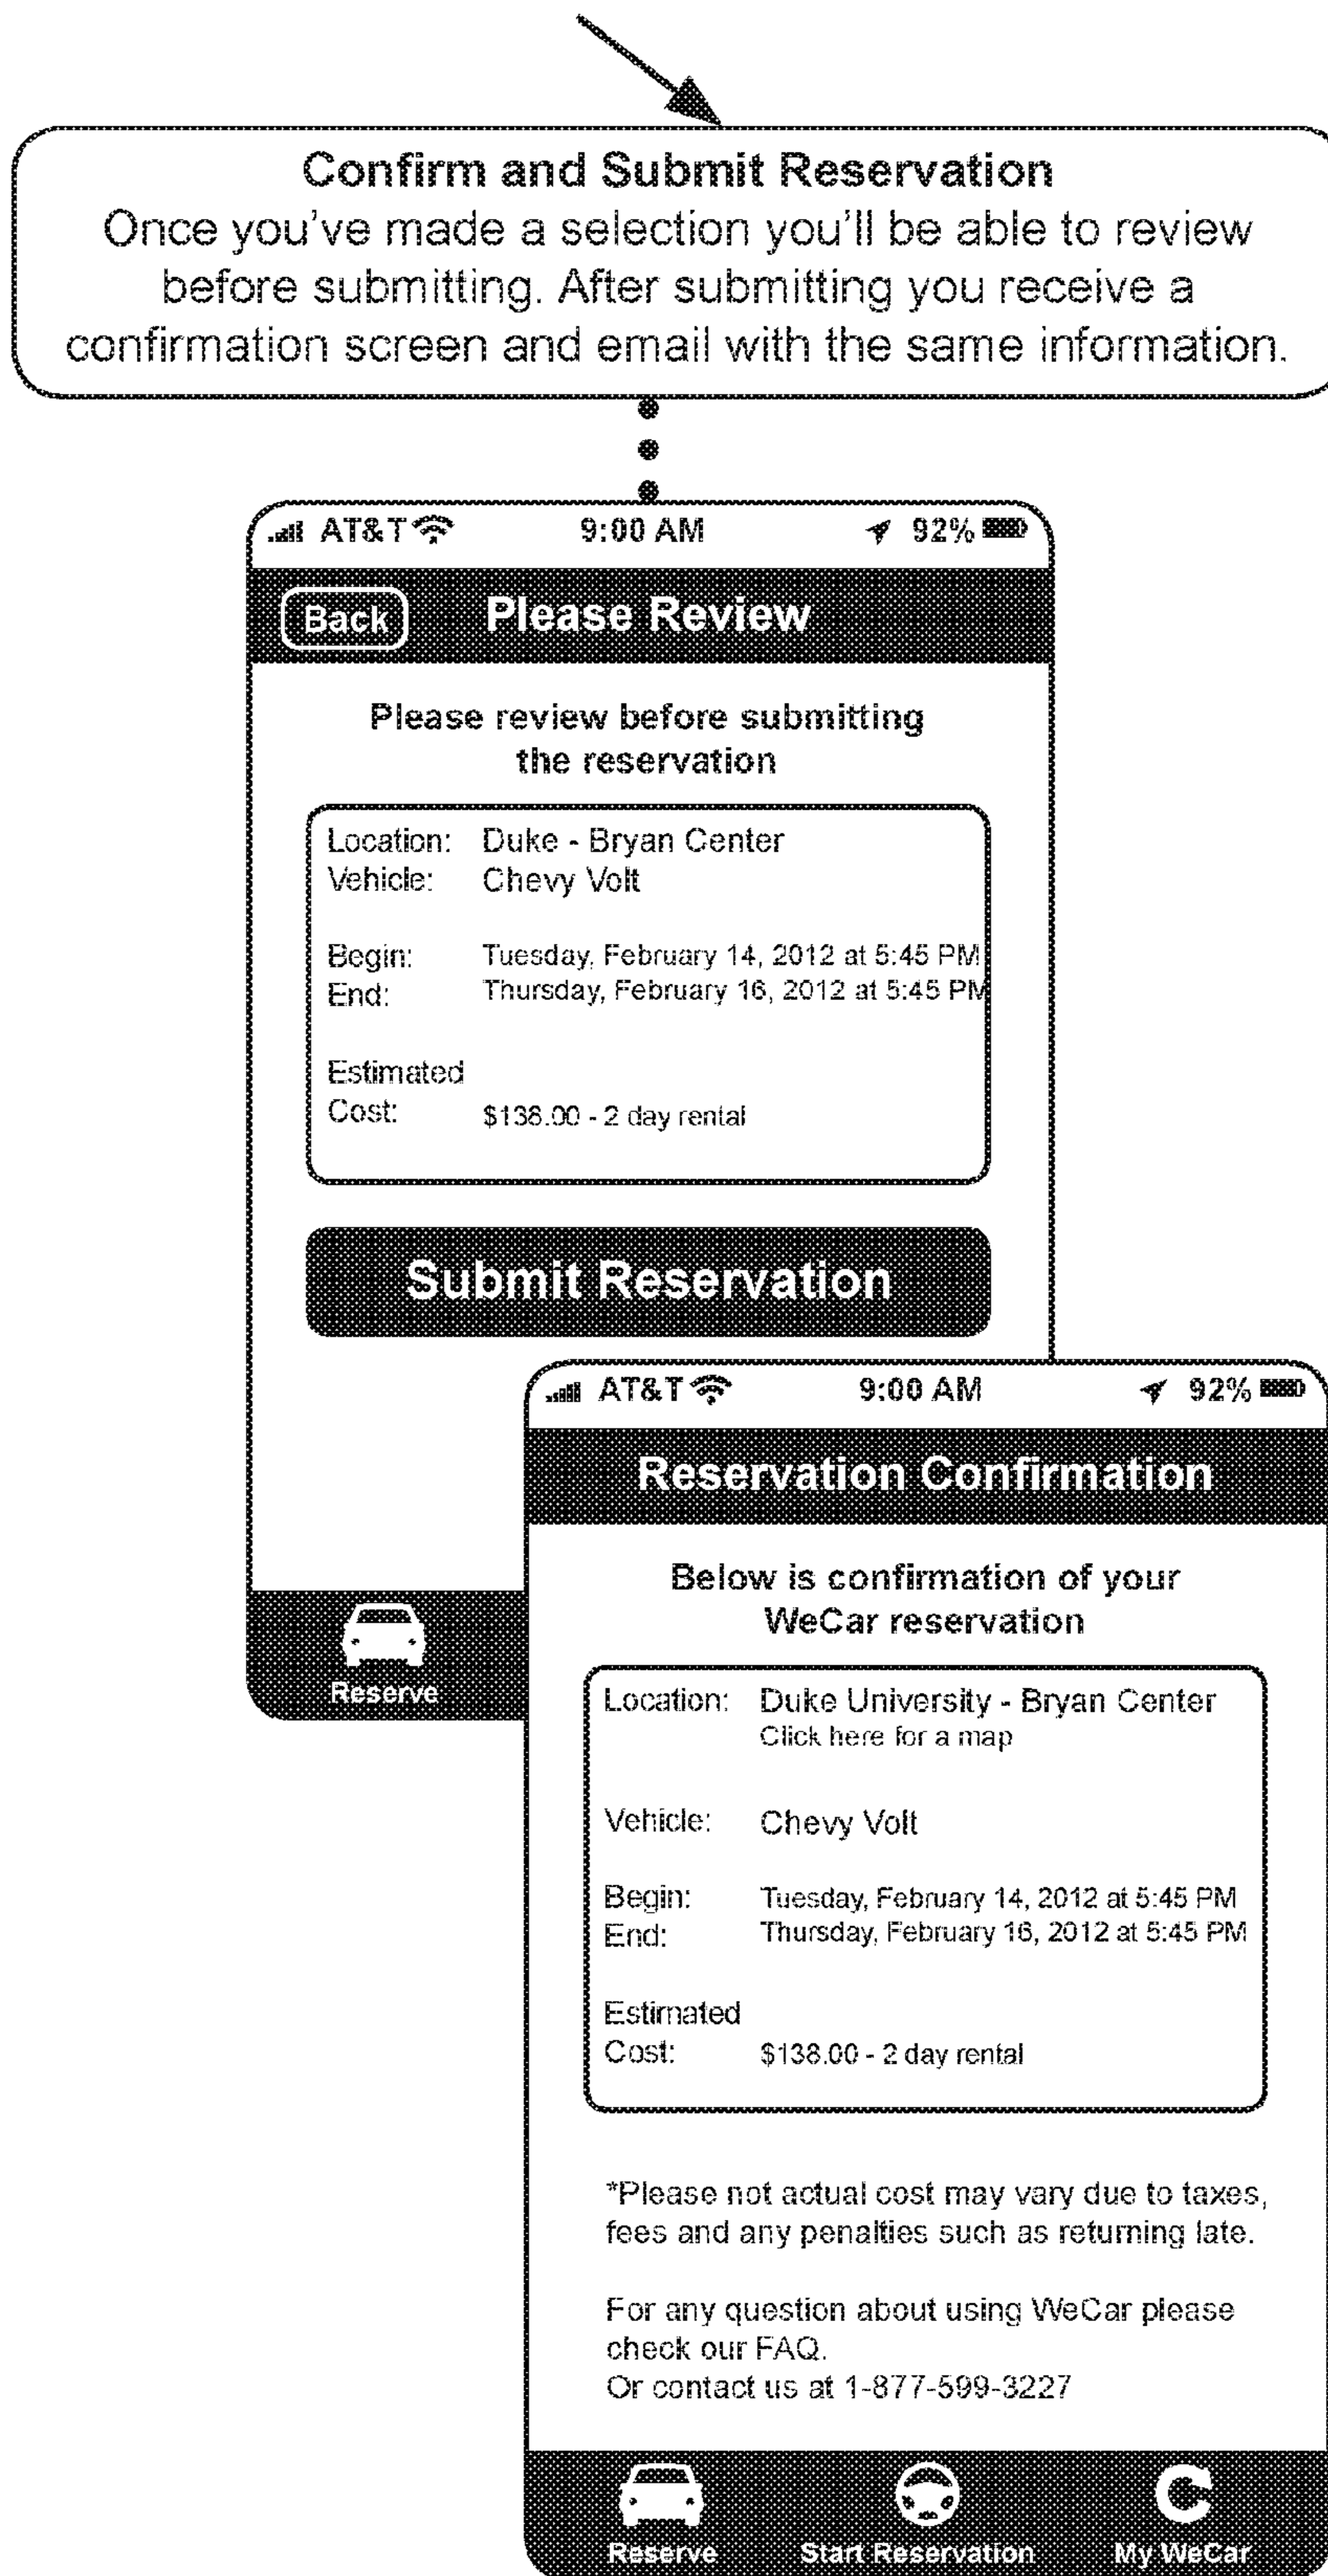 Confirm and Submit Reservation
Once you've made a selection you'll be able to review
before submitting. After submitting you receive a
confirmation screen and email with the same information.
AT&T 9:00 AM 92%
Back Please Review
Please review before submitting
the reservation
Location: Duke - Bryan Center
Vehicle: Chevy Volt
Begin: Tuesday, February 14, 2012 at 5:45 PM
End: Thursday, February 16, 2012 at 5:45 PM
Estimated
Cost: $138.00 - 2 day rental
Submit Reservation
Reserve
AT&T 9:00 AM 92%
Reservation Confirmation
Below is confirmation of your
WeCar reservation
Location: Duke University - Bryan Center
Click here for a map
Vehicle: Chevy Volt
Begin: Tuesday, February 14, 2012 at 5:45 PM
End: Thursday, February 16, 2012 at 5:45 PM
Estimated
Cost: $138.00 - 2 day rental
*Please not actual cost may vary due to taxes,
fees and any penalties such as returning late.
For any question about using WeCar please
check our FAQ.
Or contact us at 1-877-599-3227
Reserve Start Reservation My WeCar